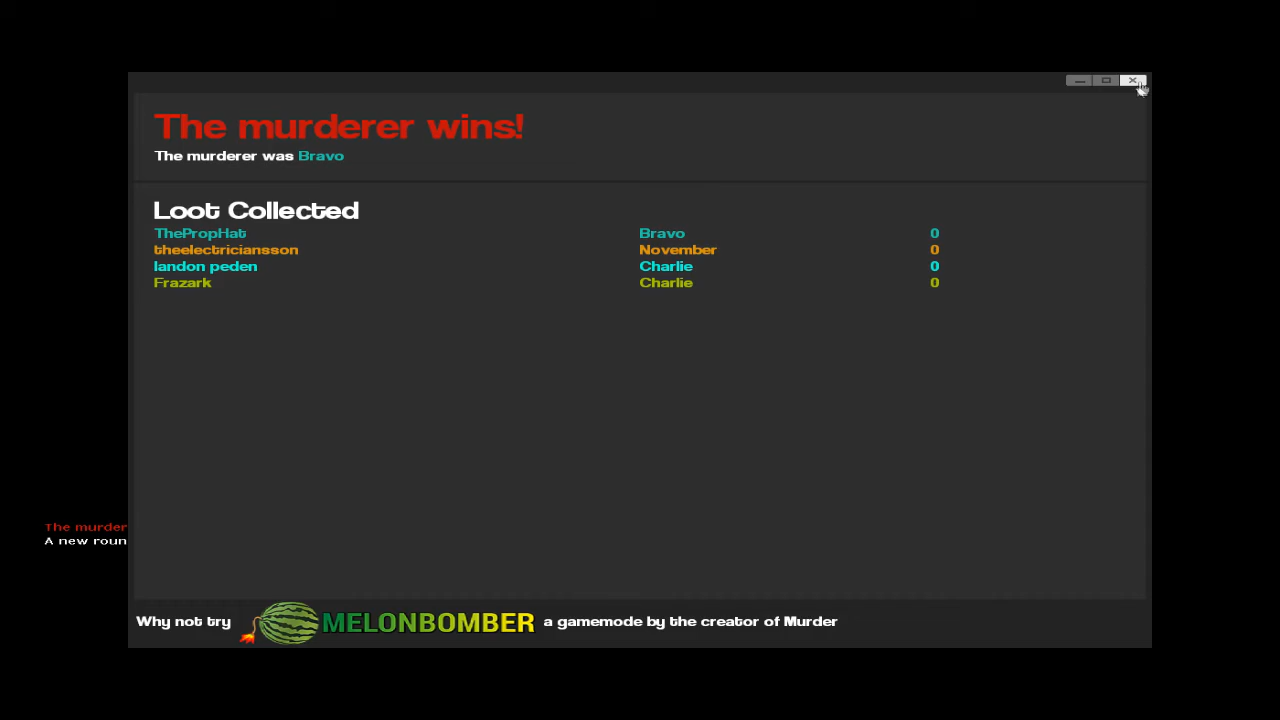 The murderer wins!
The murderer was Bravo
Loot Collected
ThePropHat Bravo 0
theelectriciansson November 0
landon peden Charlie 0
Frazark Charlie 0
The murder
A new roun
Why not try MELONBOMBER a gamemode by the creator of Murder